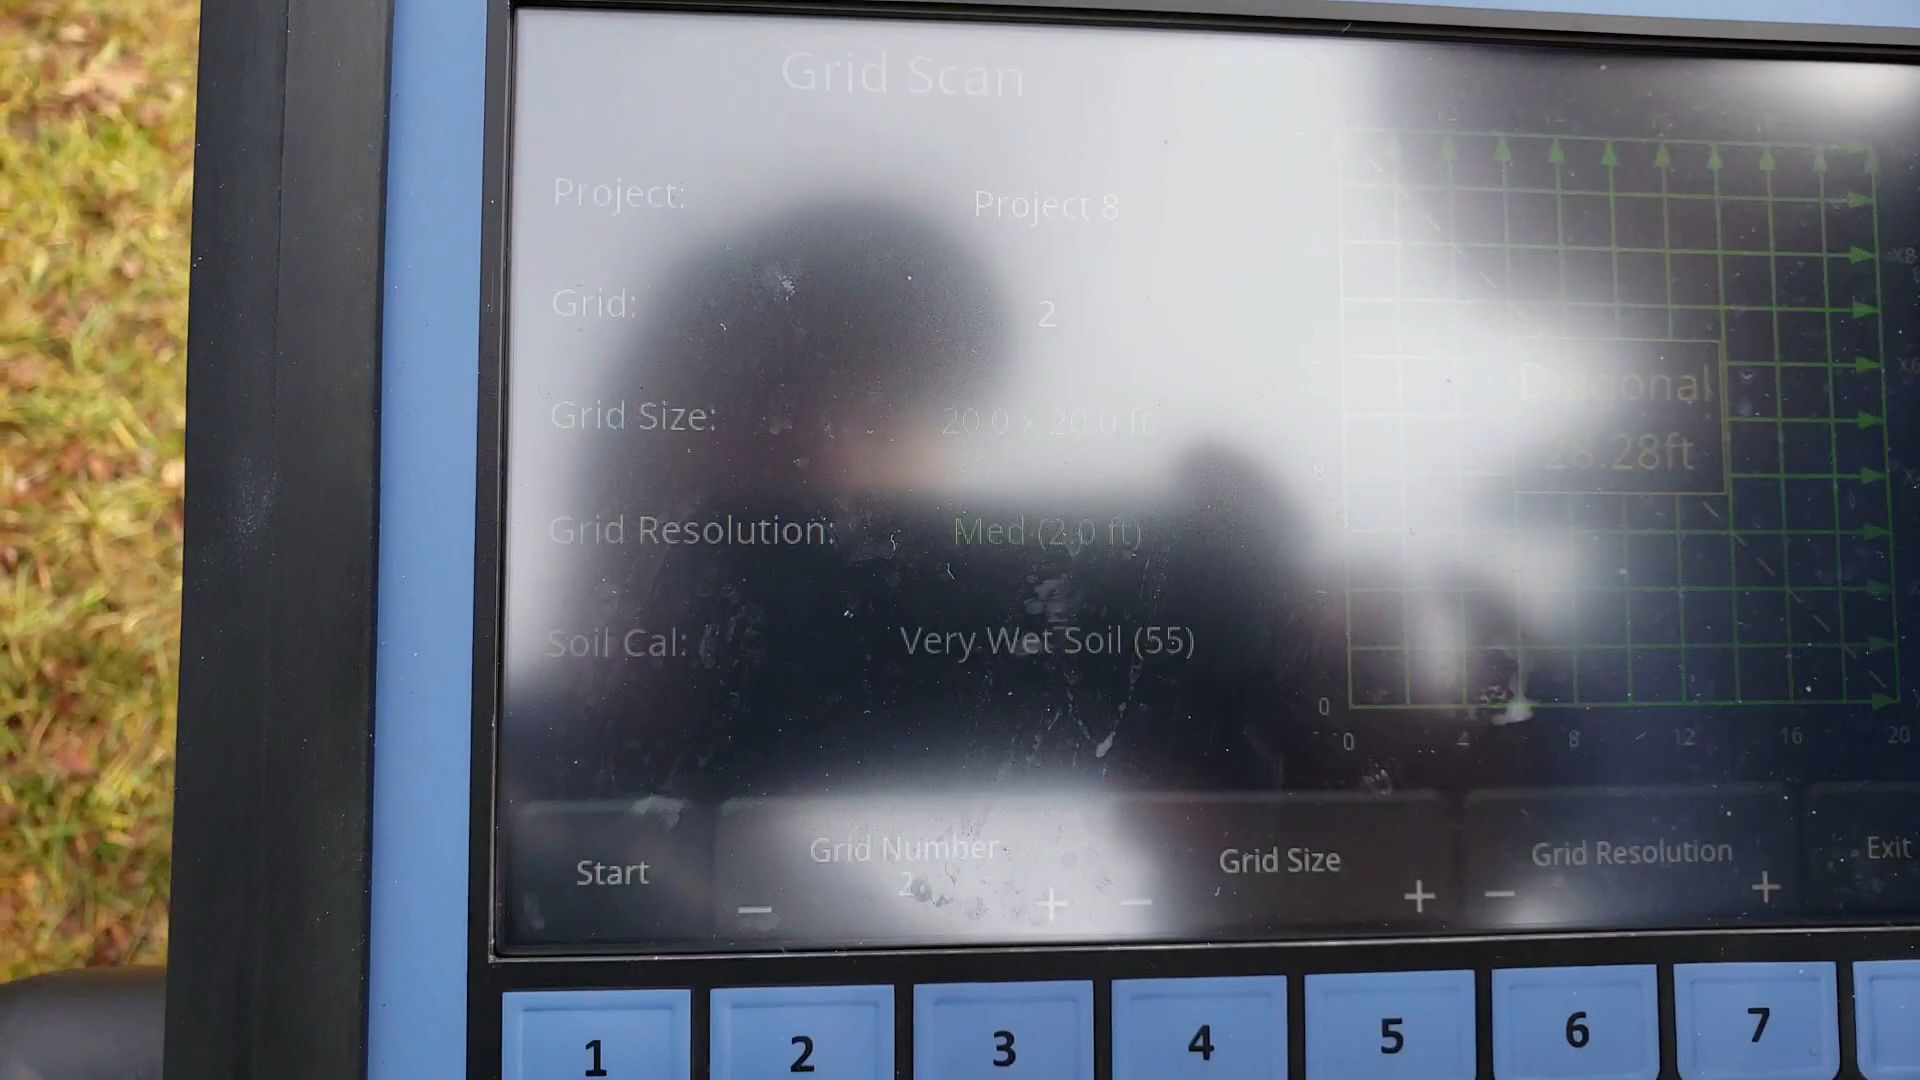 Grid Scan
Project: Project 8
Grid: 2
Grid Size: 20.0 x 20.0 ft
Grid Resolution: Med (2.0 ft)
Soil Cal: Very Wet Soil (55)
Diagonal
28.28ft
8
0
0 4 8 12 16 20
Start
Grid Number
2
− +
Grid Size
− +
Grid Resolution
− +
Exit
1 2 3 4 5 6 7